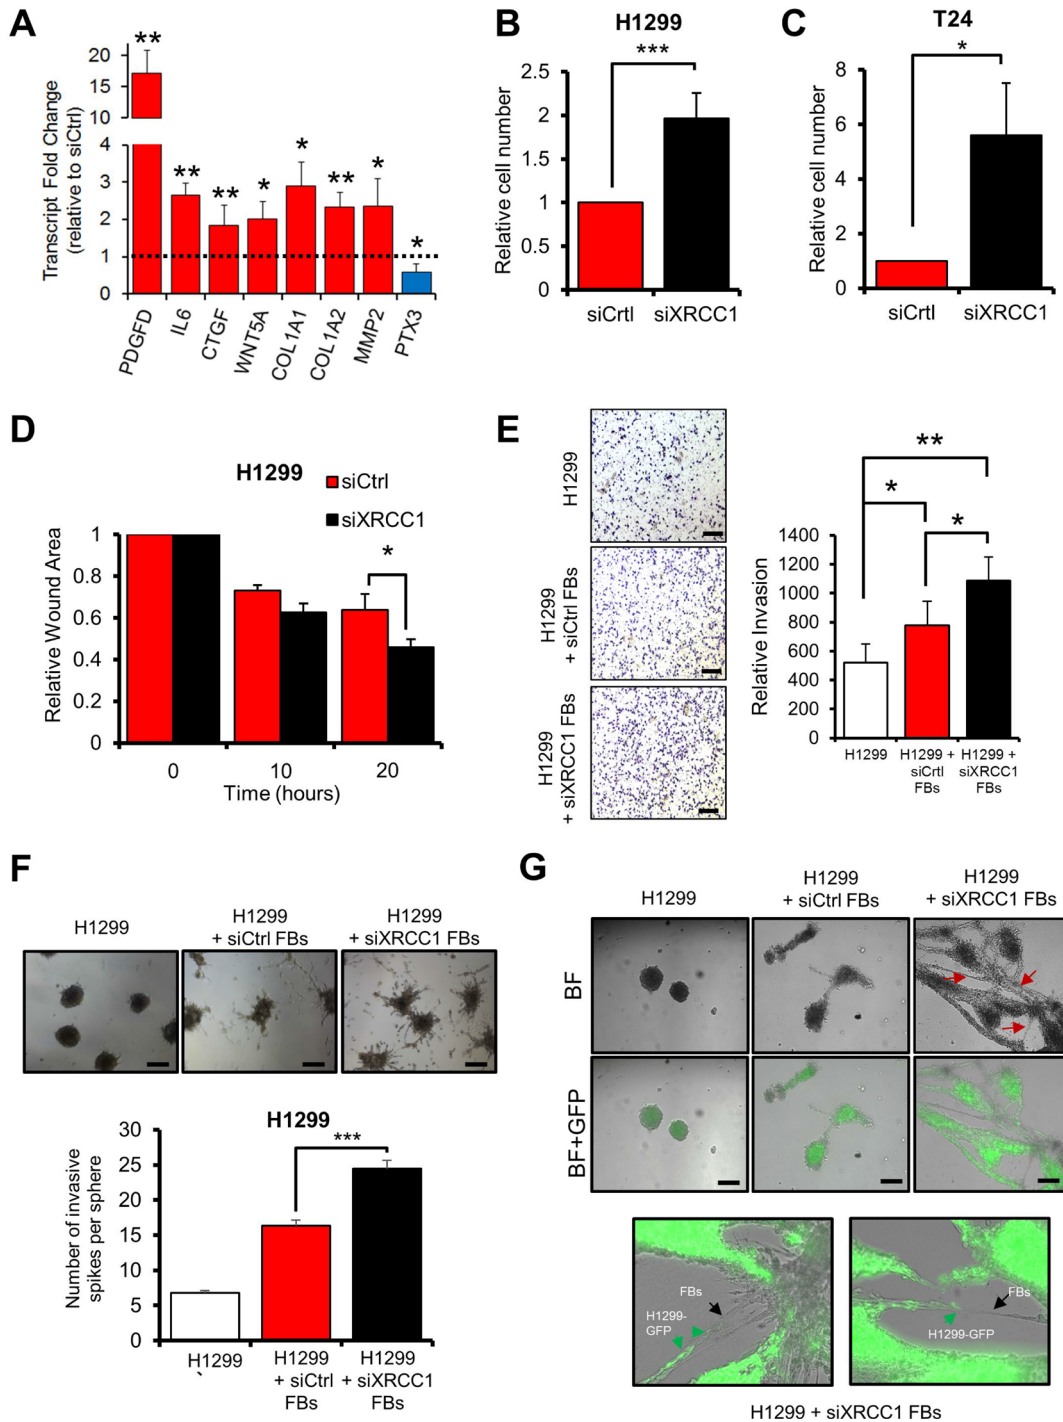 A
Transcript Fold Change
(relative to siCtrl)
20
15
10
4
3
2
1
0
**
**
**
*
*
**
*
*
PDGFD
IL6
CTGF
WNT5A
COL1A1
COL1A2
MMP2
PTX3
B
H1299
***
Relative cell number
2.5
2
1.5
1
0.5
0
siCrtl
siXRCC1
C
T24
*
Relative cell number
8
6
4
2
0
siCrtl
siXRCC1
D
H1299
siCtrl
siXRCC1
*
Relative Wound Area
1
0.8
0.6
0.4
0.2
0
0
10
20
Time (hours)
E
H1299
H1299
+ siCtrl FBs
H1299
+ siXRCC1 FBs
**
*
*
Relative Invasion
1400
1200
1000
800
600
400
200
0
H1299
H1299 +
siCrtl
FBs
H1299 +
siXRCC1
FBs
F
H1299
H1299
+ siCtrl FBs
H1299
+ siXRCC1 FBs
H1299
***
Number of invasive
spikes per sphere
30
25
20
15
10
5
0
H1299
`
H1299
+ siCtrl
FBs
H1299
+ siXRCC1
FBs
G
H1299
H1299
+ siCtrl FBs
H1299
+ siXRCC1 FBs
BF
BF+GFP
FBs
H1299-
GFP
FBs
H1299-GFP
H1299 + siXRCC1 FBs